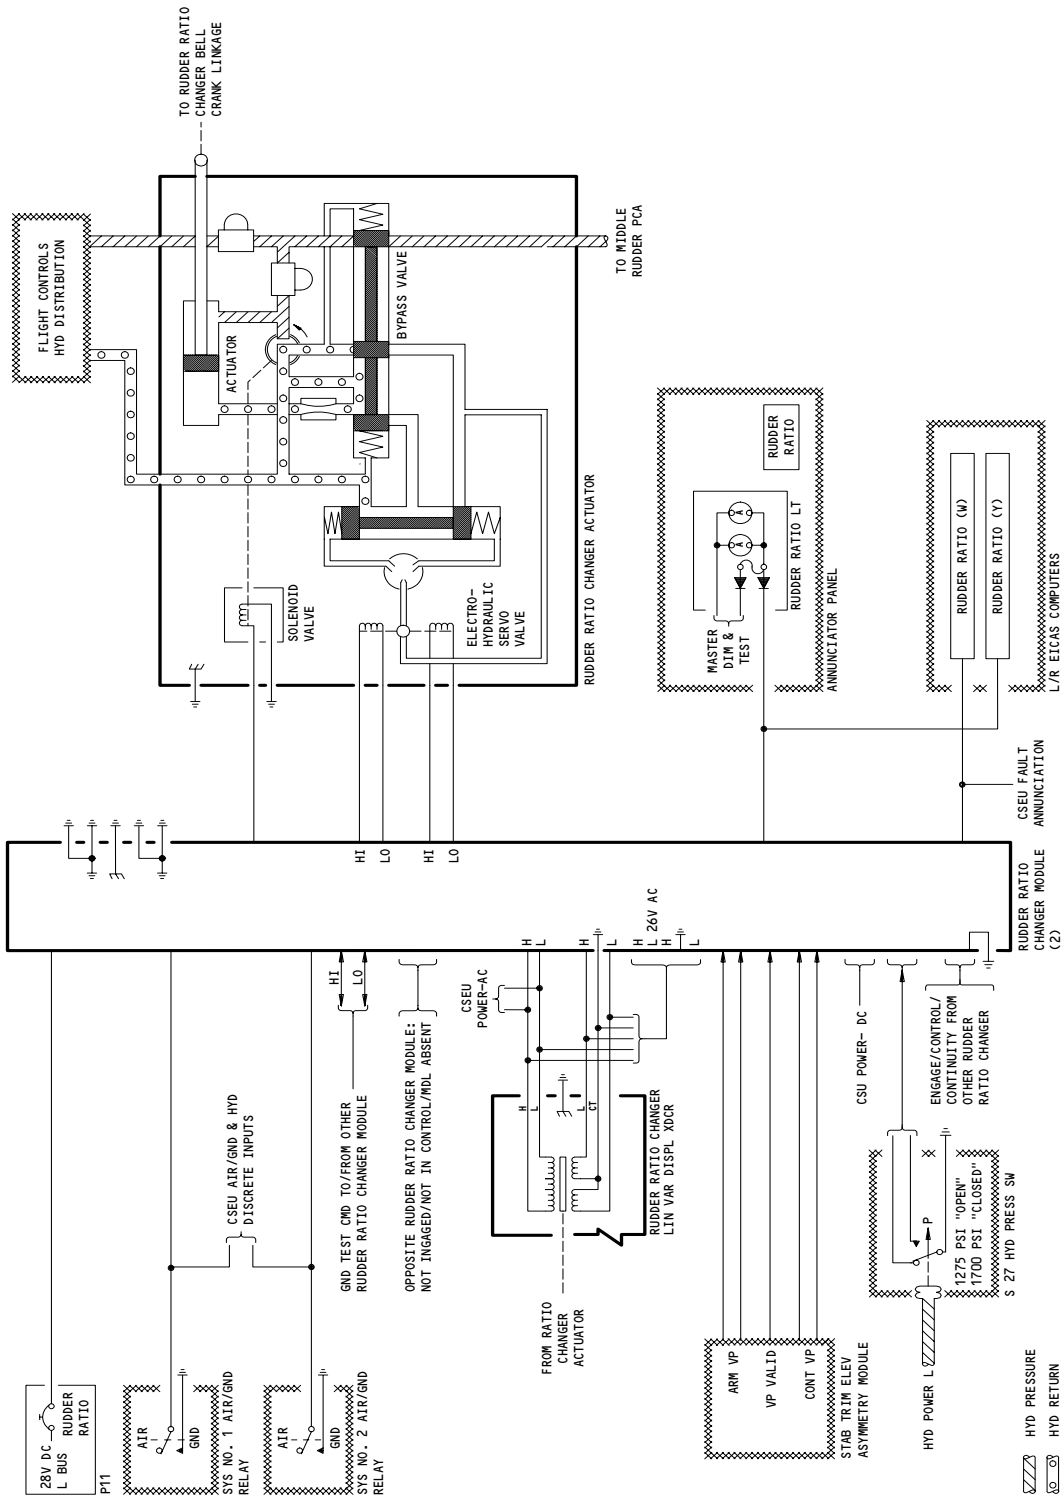 28V DC
L BUS
RUDDER
RATIO
P11
AIR
GND
SYS NO. 1 AIR/GND
RELAY
AIR
GND
SYS NO. 2 AIR/GND
RELAY
CSEU AIR/GND & HYD
DISCRETE INPUTS
HI
LO
GND TEST CMD TO/FROM OTHER
RUDDER RATIO CHANGER MODULE
OPPOSITE RUDDER RATIO CHANGER MODULE:
NOT INGAGED/NOT IN CONTROL/MDL ABSENT
CSEU
POWER-AC
H
L
H
L
H
L
26V AC
H
L
H
L
L
CT
RUDDER RATIO CHANGER
LIN VAR DISPL XDCR
FROM RATIO
CHANGER
ACTUATOR
ARM VP
VP VALID
CONT VP
STAB TRIM ELEV
ASYMMETRY MODULE
CSU POWER- DC
ENGAGE/CONTROL/
CONTINUITY FROM
OTHER RUDDER
RATIO CHANGER
P
1275 PSI "OPEN"
1700 PSI "CLOSED"
S 27 HYD PRESS SW
HYD POWER L
HYD PRESSURE
HYD RETURN
RUDDER RATIO
CHANGER MODULE
(2)
HI
LO
HI
LO
FLIGHT CONTROLS
HYD DISTRIBUTION
TO RUDDER RATIO
CHANGER BELL
CRANK LINKAGE
ACTUATOR
BYPASS VALVE
TO MIDDLE
RUDDER PCA
SOLENOID
VALVE
ELECTRO-
HYDRAULIC
SERVO
VALVE
RUDDER RATIO CHANGER ACTUATOR
MASTER
DIM &
TEST
A
A
RUDDER RATIO LT
RUDDER
RATIO
ANNUNCIATOR PANEL
RUDDER RATIO (W)
RUDDER RATIO (Y)
L/R EICAS COMPUTERS
CSEU FAULT
ANNUNCIATION